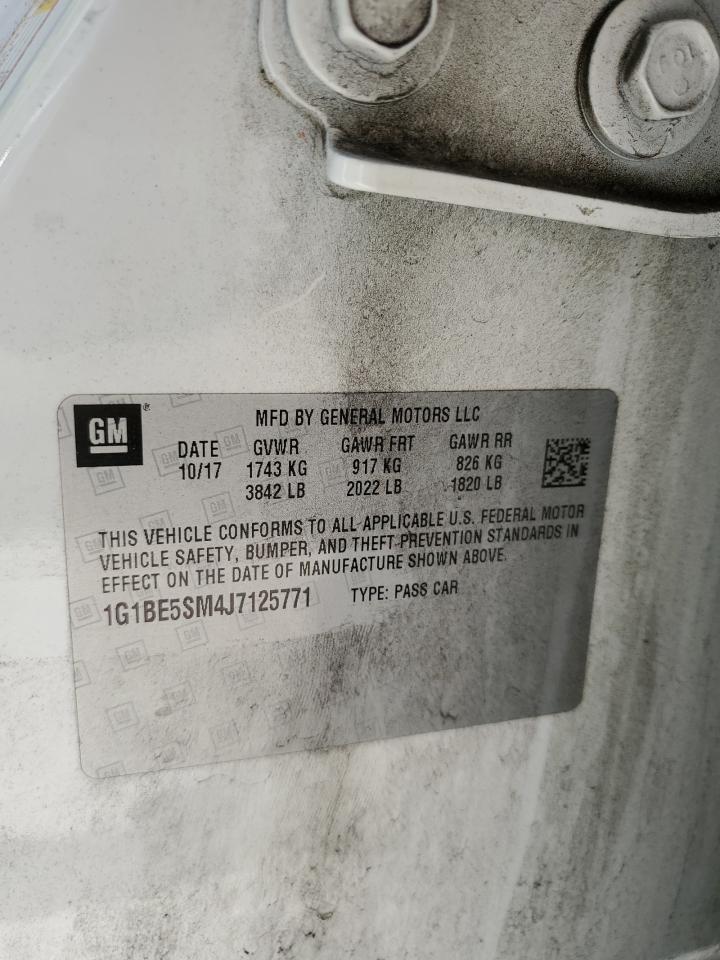 GM
MFD BY GENERAL MOTORS LLC
DATE GVWR GAWR FRT GAWR RR
10/17 1743 KG 917 KG 826 KG
3842 LB 2022 LB 1820 LB
THIS VEHICLE CONFORMS TO ALL APPLICABLE U.S. FEDERAL MOTOR
VEHICLE SAFETY, BUMPER, AND THEFT PREVENTION STANDARDS IN
EFFECT ON THE DATE OF MANUFACTURE SHOWN ABOVE.
1G1BE5SM4J7125771 TYPE: PASS CAR